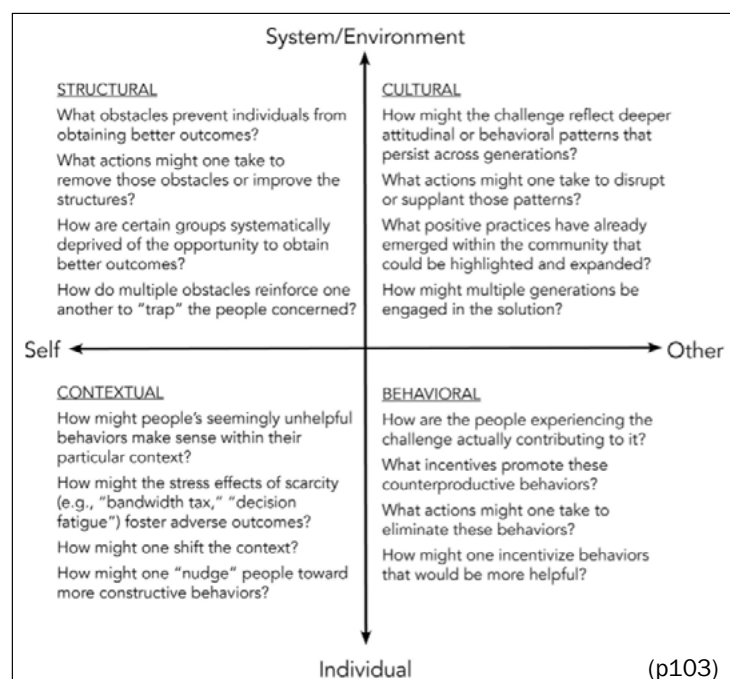 System/Environment
STRUCTURAL
What obstacles prevent individuals from
obtaining better outcomes?
What actions might one take to
remove those obstacles or improve the
structures?
How are certain groups systematically
deprived of the opportunity to obtain
better outcomes?
How do multiple obstacles reinforce one
another to “trap” the people concerned?
CULTURAL
How might the challenge reflect deeper
attitudinal or behavioral patterns that
persist across generations?
What actions might one take to disrupt
or supplant those patterns?
What positive practices have already
emerged within the community that
could be highlighted and expanded?
How might multiple generations be
engaged in the solution?
Self
Other
CONTEXTUAL
How might people’s seemingly unhelpful
behaviors make sense within their
particular context?
How might the stress effects of scarcity
(e.g., “bandwidth tax,” “decision
fatigue”) foster adverse outcomes?
How might one shift the context?
How might one “nudge” people toward
more constructive behaviors?
BEHAVIORAL
How are the people experiencing the
challenge actually contributing to it?
What incentives promote these
counterproductive behaviors?
What actions might one take to
eliminate these behaviors?
How might one incentivize behaviors
that would be more helpful?
Individual
(p103)